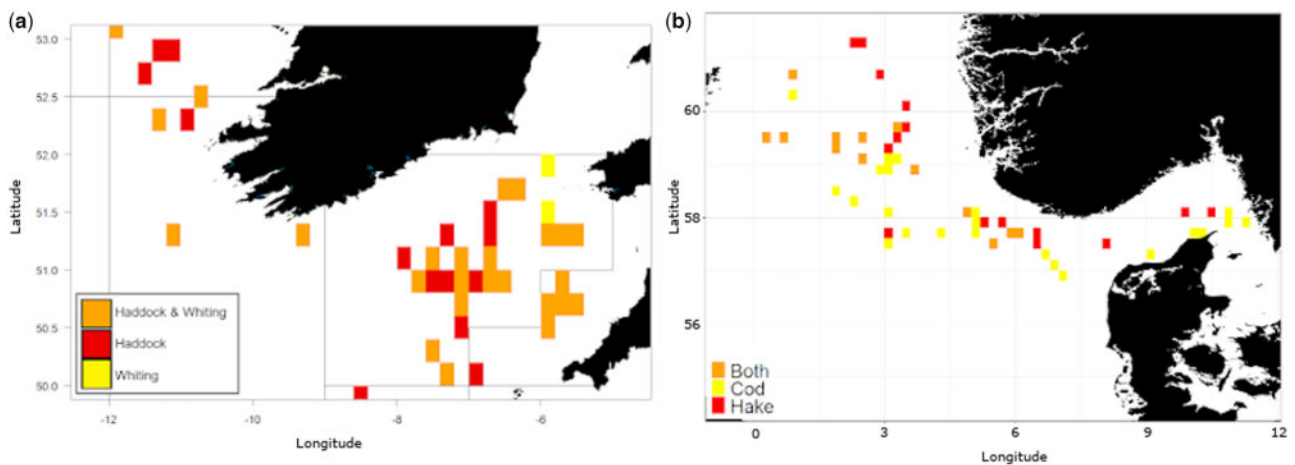 (a)
53.0
52.5
52.0
51.5
51.0
50.5
50.0
Latitude
Haddock & Whiting
Haddock
Whiting
-12
-10
-8
-6
Longitude
(b)
60
58
56
Latitude
Both
Cod
Hake
0
3
6
9
12
Longitude